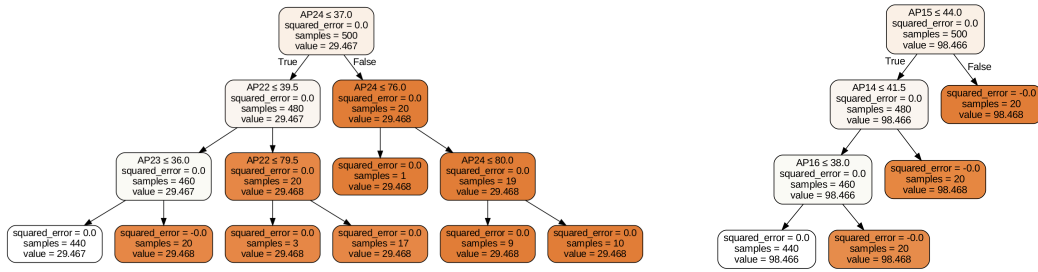 AP24 ≤ 37.0
squared_error = 0.0
samples = 500
value = 29.467
True
False
AP22 ≤ 39.5
squared_error = 0.0
samples = 480
value = 29.467
AP24 ≤ 76.0
squared_error = 0.0
samples = 20
value = 29.468
AP23 ≤ 36.0
squared_error = 0.0
samples = 460
value = 29.467
AP22 ≤ 79.5
squared_error = 0.0
samples = 20
value = 29.468
squared_error = 0.0
samples = 1
value = 29.468
AP24 ≤ 80.0
squared_error = 0.0
samples = 19
value = 29.468
squared_error = 0.0
samples = 440
value = 29.467
squared_error = -0.0
samples = 20
value = 29.468
squared_error = 0.0
samples = 3
value = 29.468
squared_error = 0.0
samples = 17
value = 29.468
squared_error = 0.0
samples = 9
value = 29.468
squared_error = 0.0
samples = 10
value = 29.468
AP15 ≤ 44.0
squared_error = 0.0
samples = 500
value = 98.466
True
False
AP14 ≤ 41.5
squared_error = 0.0
samples = 480
value = 98.466
squared_error = -0.0
samples = 20
value = 98.468
AP16 ≤ 38.0
squared_error = 0.0
samples = 460
value = 98.466
squared_error = -0.0
samples = 20
value = 98.468
squared_error = 0.0
samples = 440
value = 98.466
squared_error = -0.0
samples = 20
value = 98.468